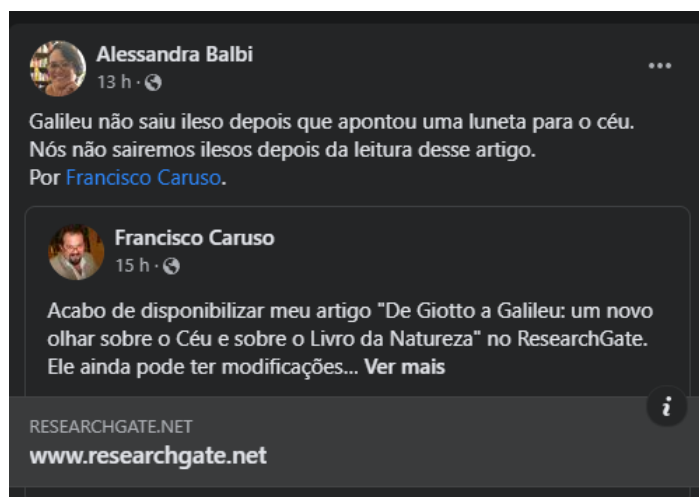 Alessandra Balbi
13 h ·
Galileu não saiu ileso depois que apontou uma luneta para o céu.
Nós não sairemos ilesos depois da leitura desse artigo.
Por Francisco Caruso.
Francisco Caruso
15 h ·
Acabo de disponibilizar meu artigo "De Giotto a Galileu: um novo
olhar sobre o Céu e sobre o Livro da Natureza" no ResearchGate.
Ele ainda pode ter modificações... Ver mais
RESEARCHGATE.NET
www.researchgate.net